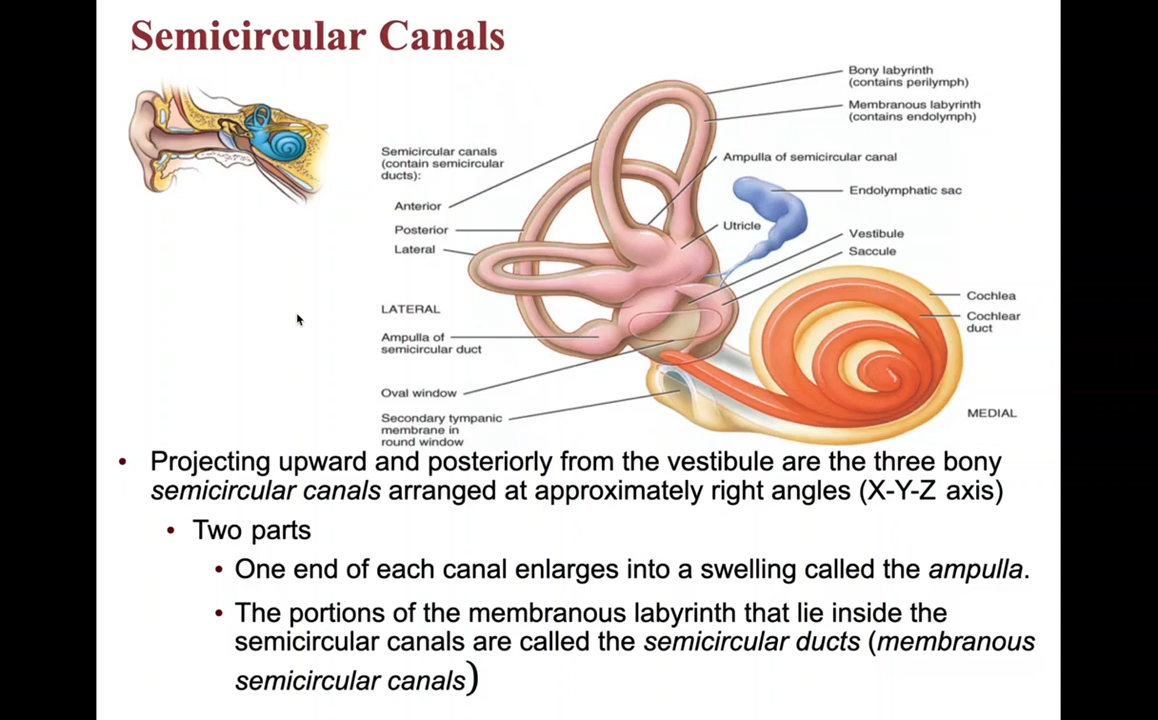 Semicircular Canals
Bony labyrinth
(contains perilymph)
Membranous labyrinth
(contains endolymph)
Semicircular canals
(contain semicircular
ducts):
Ampulla of semicircular canal
Endolymphatic sac
Anterior
Posterior
Lateral
Utricle
Vestibule
Saccule
Cochlea
Cochlear
duct
LATERAL
Ampulla of
semicircular duct
Oval window
Secondary tympanic
membrane in
round window
MEDIAL
• Projecting upward and posteriorly from the vestibule are the three bony
semicircular canals arranged at approximately right angles (X-Y-Z axis)
• Two parts
• One end of each canal enlarges into a swelling called the ampulla.
• The portions of the membranous labyrinth that lie inside the
semicircular canals are called the semicircular ducts (membranous
semicircular canals)